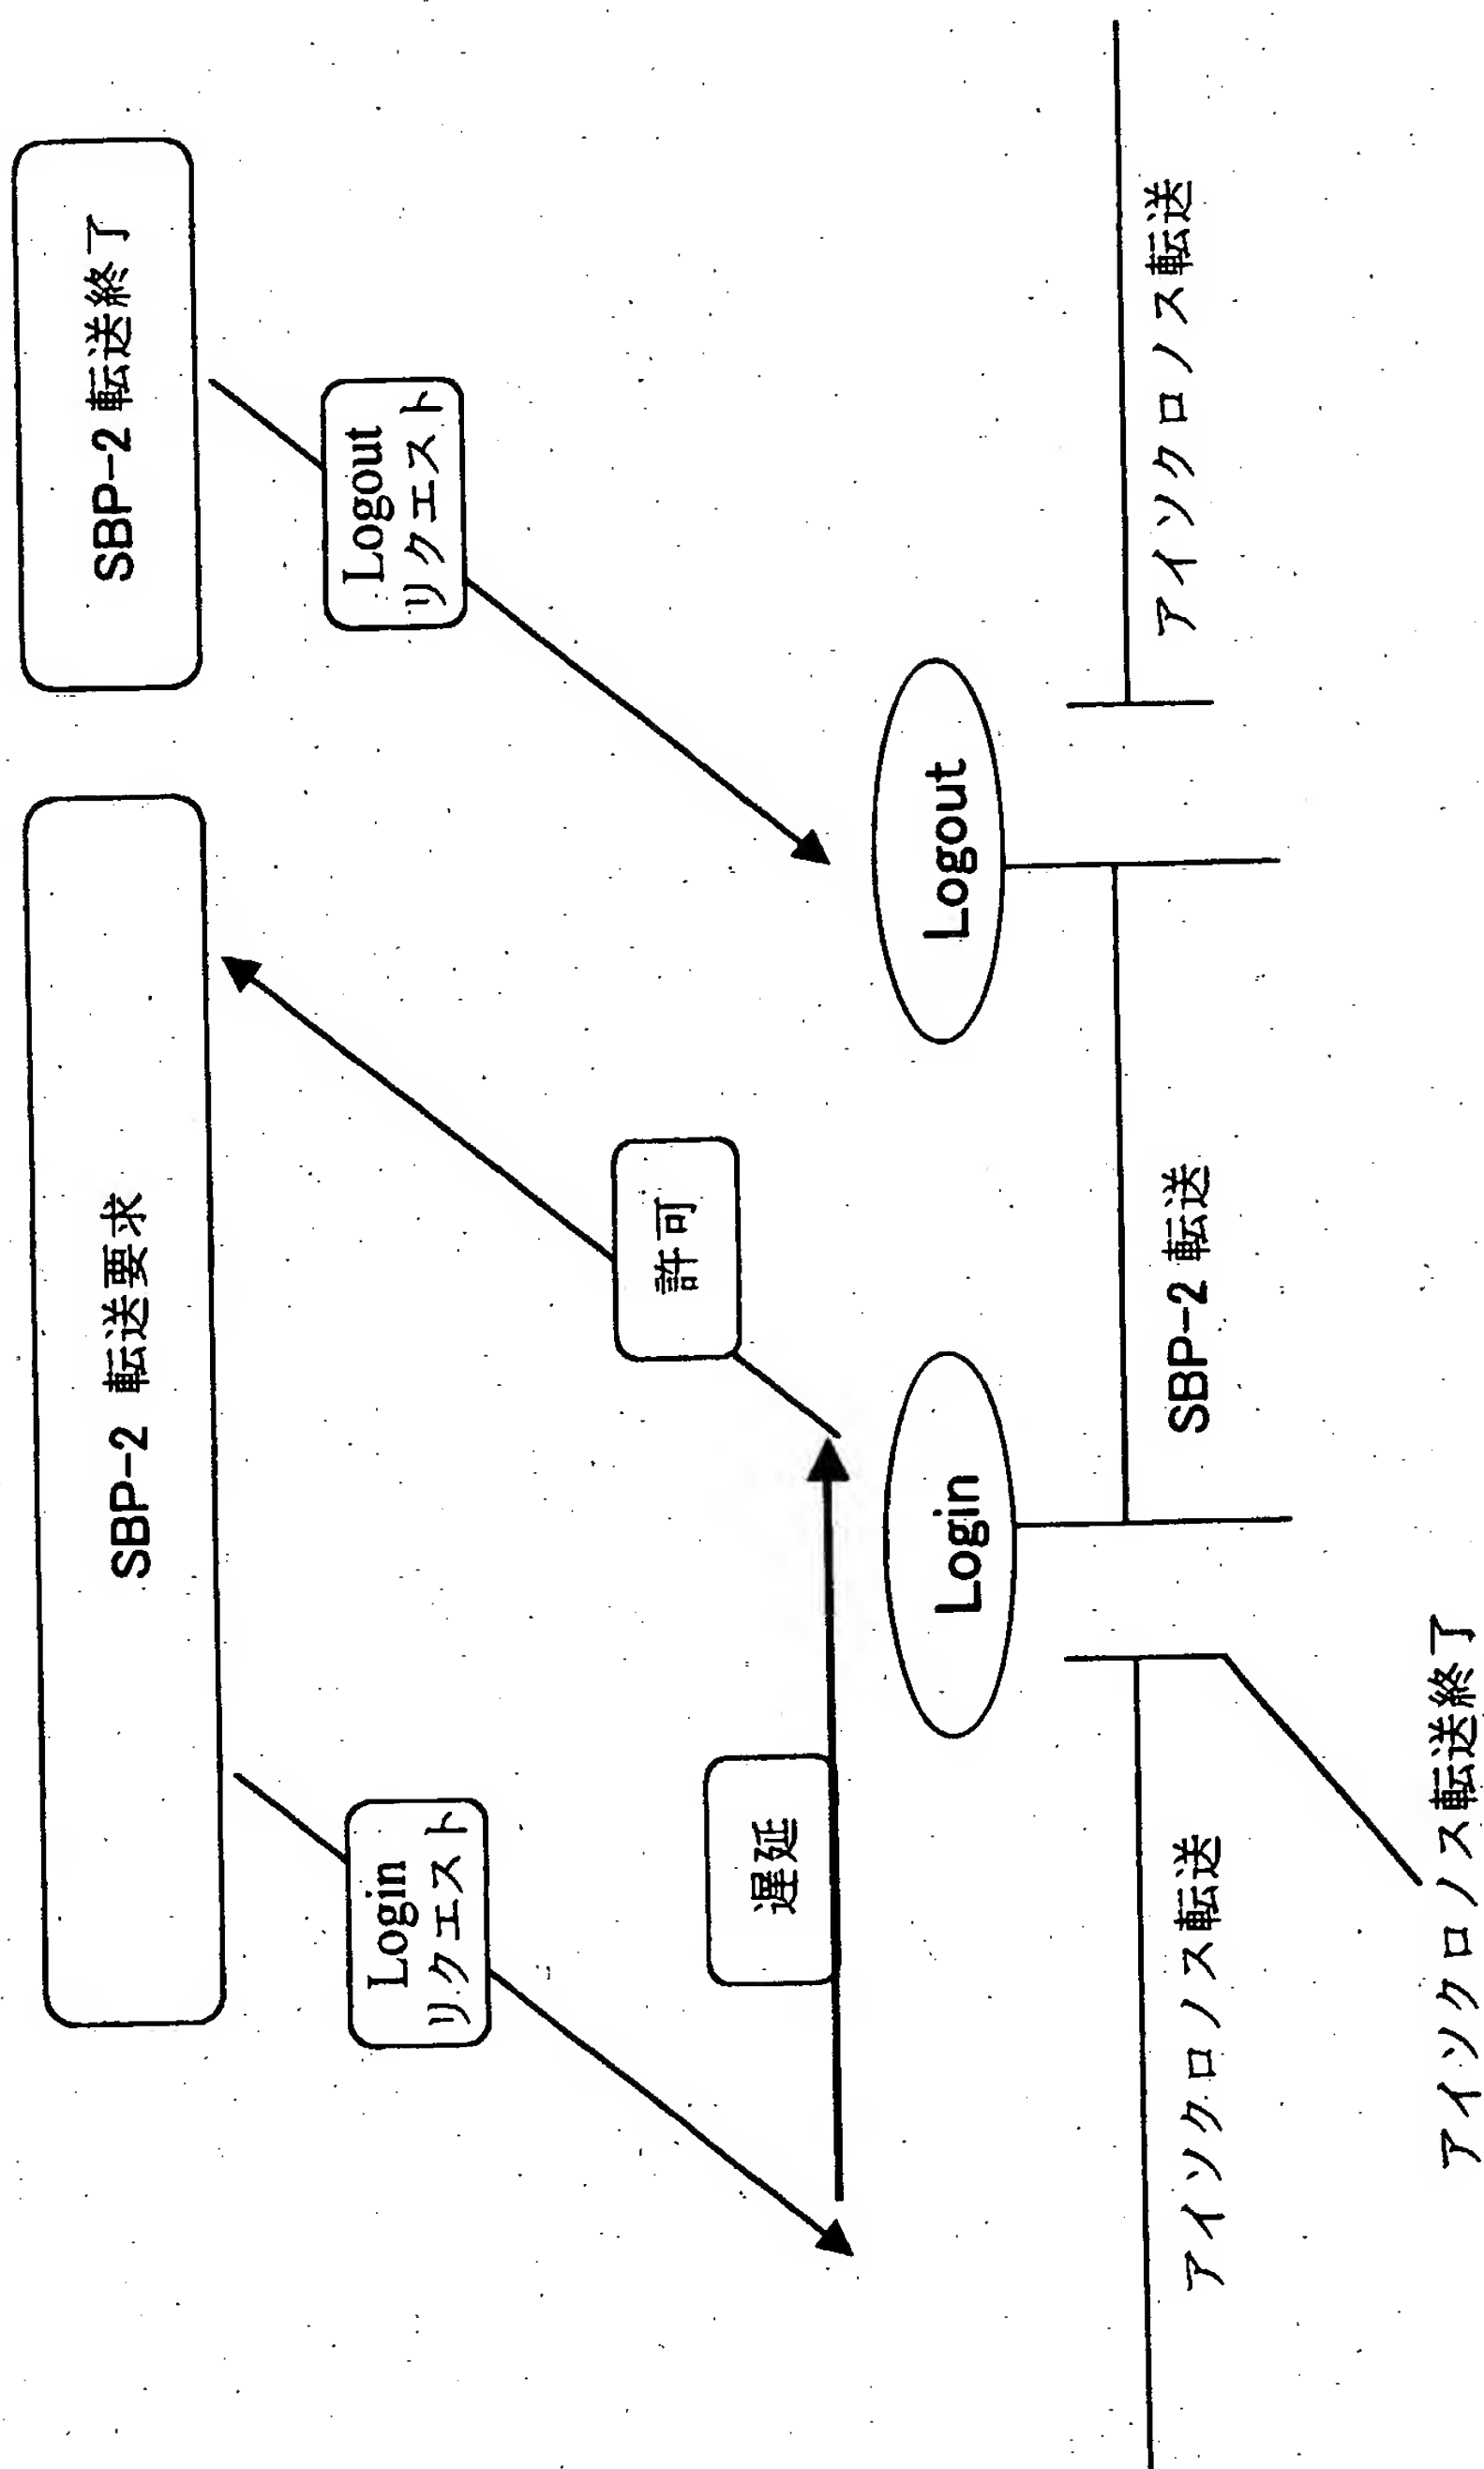 SBP-2 転送要求
SBP-2 転送終了
Login
リクエスト
Logout
リクエスト
許可
遅延
Login
Logout
アイソクロノス転送
SBP-2 転送
アイソクロノス転送
アイソクロノス転送終了